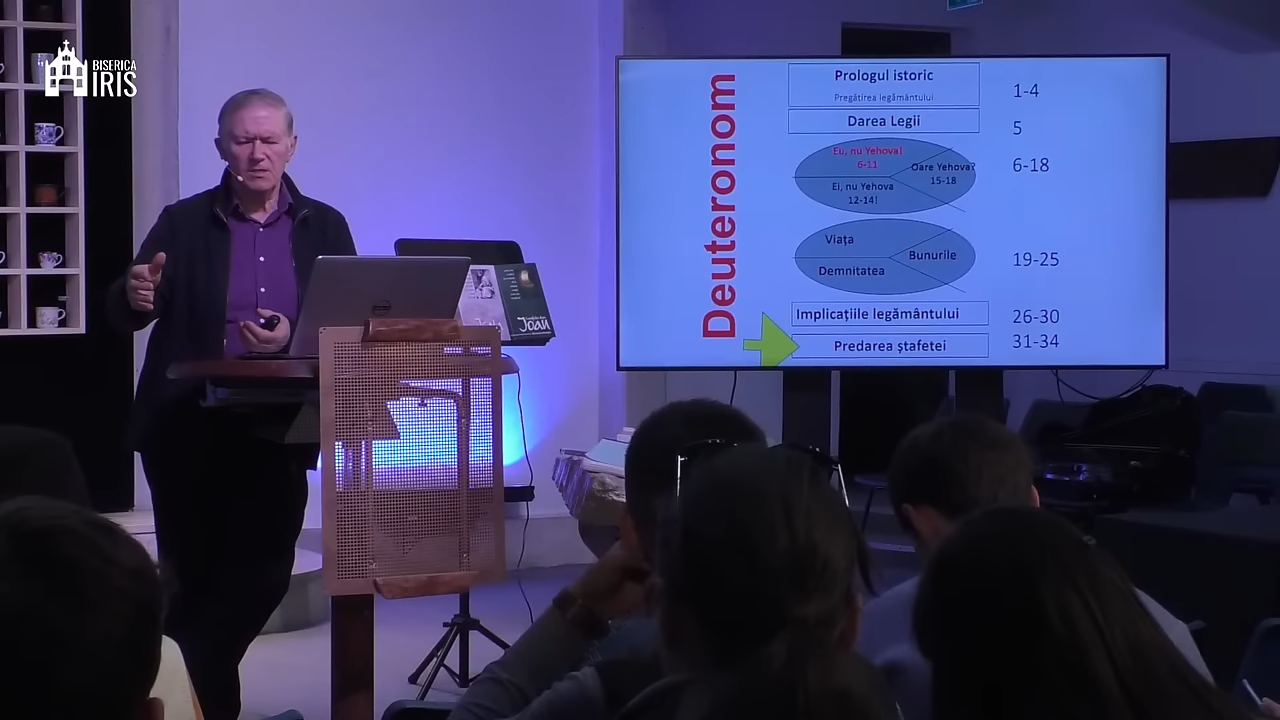 BISERICA
IRIS
Deuteronom
Prologul istoric
Pregătirea legământului
1-4
Darea Legii
5
Eu, nu Yehova!
6-11
Oare Yehova?
15-18
Ei, nu Yehova
12-14!
6-18
Viața
Bunurile
Demnitatea
19-25
Implicațiile legământului
26-30
Predarea ștafetei
31-34
Joan